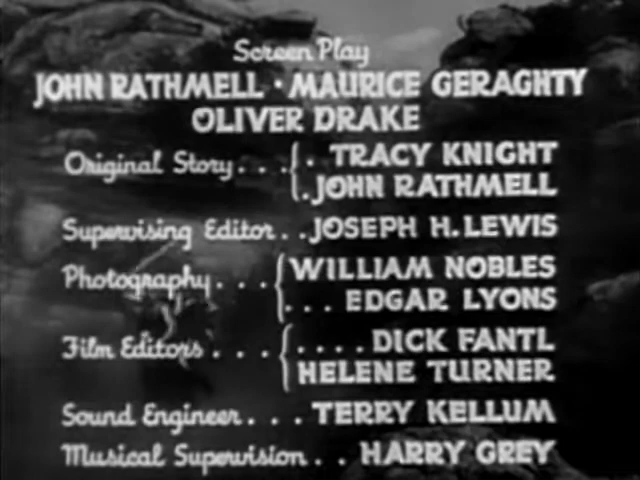 Screen Play
JOHN RATHMELL · MAURICE GERAGHTY
OLIVER DRAKE
Original Story . . . { . TRACY KNIGHT
. JOHN RATHMELL
Supervising Editor . . JOSEPH H. LEWIS
Photography . . . { WILLIAM NOBLES
. . . EDGAR LYONS
Film Editors . . . { . . . . DICK FANTL
HELENE TURNER
Sound Engineer . . . TERRY KELLUM
Musical Supervision . . HARRY GREY